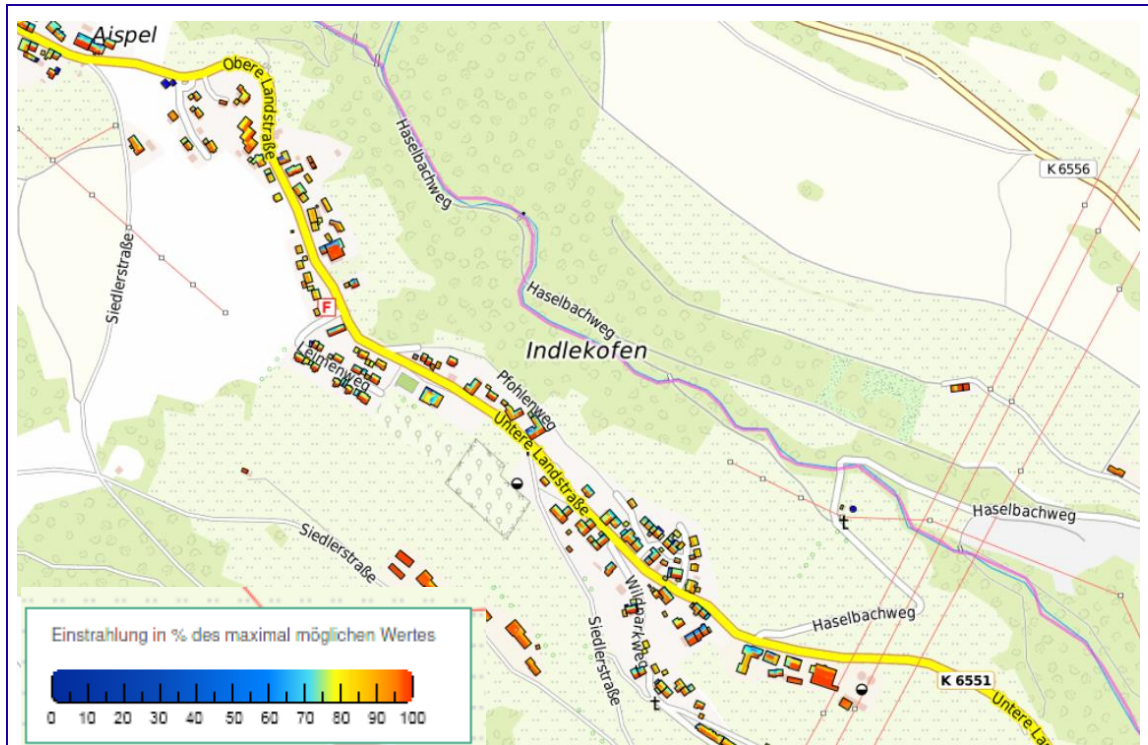 Aispel
Obere Landstraße
Haselbachweg
K 6556
Siedlerstraße
Haselbachweg
F
Indlekofen
Leimenweg
Pfohlenweg
Untere Landstraße
Haselbachweg
Siedlerstraße
Wildparkweg
Siedlerstraße
Haselbachweg
K 6551
Untere La
Einstrahlung in % des maximal möglichen Wertes
0 10 20 30 40 50 60 70 80 90 100